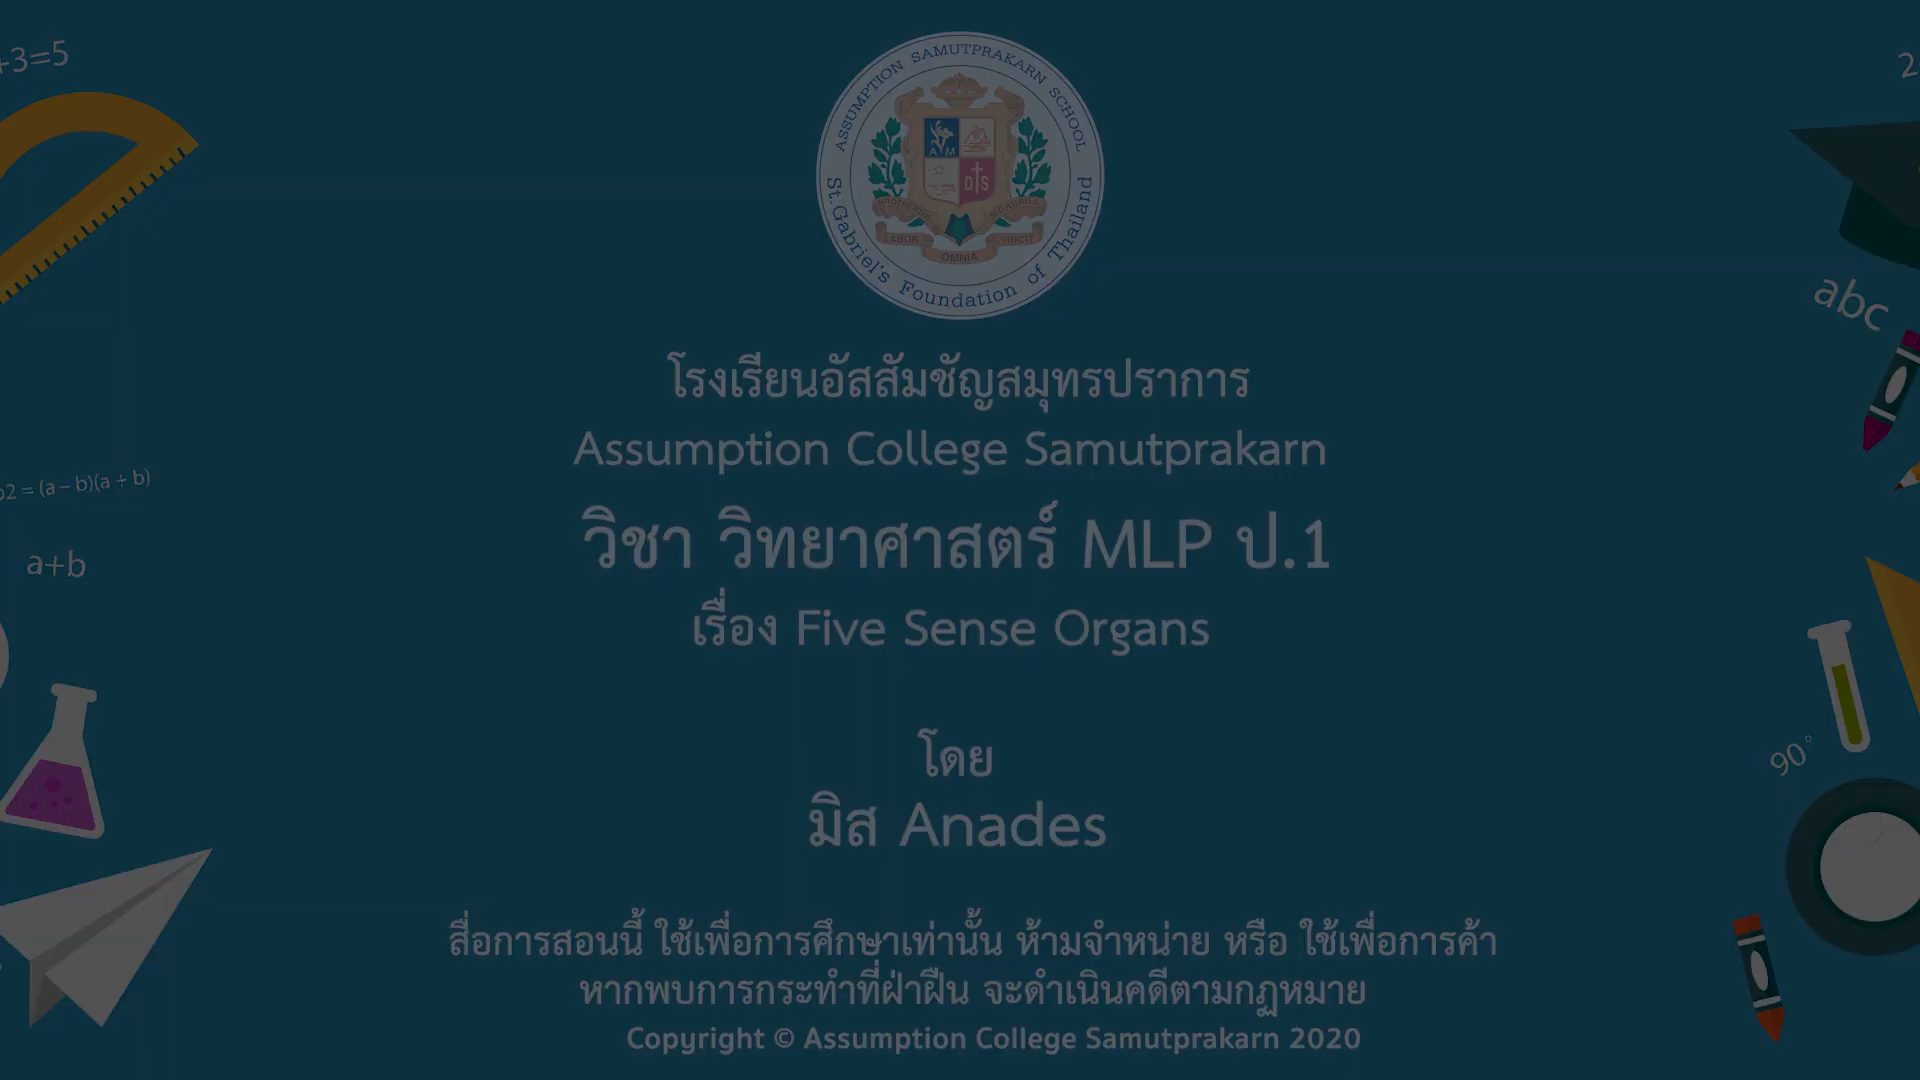 +3=5
ASSUMPTION SAMUTPRAKARN SCHOOL
A M
D S
LABOR OMNIA VINCIT
St.Gabriel's Foundation of Thailand
abc
โรงเรียนอัสสัมชัญสมุทรปราการ
Assumption College Samutprakarn
b2 = (a – b)(a ÷ b)
วิชา วิทยาศาสตร์ MLP ป.1
a+b
เรื่อง Five Sense Organs
90°
โดย
มิส Anades
สื่อการสอนนี้ ใช้เพื่อการศึกษาเท่านั้น ห้ามจำหน่าย หรือ ใช้เพื่อการค้า
หากพบการกระทำที่ฝ่าฝืน จะดำเนินคดีตามกฎหมาย
Copyright © Assumption College Samutprakarn 2020